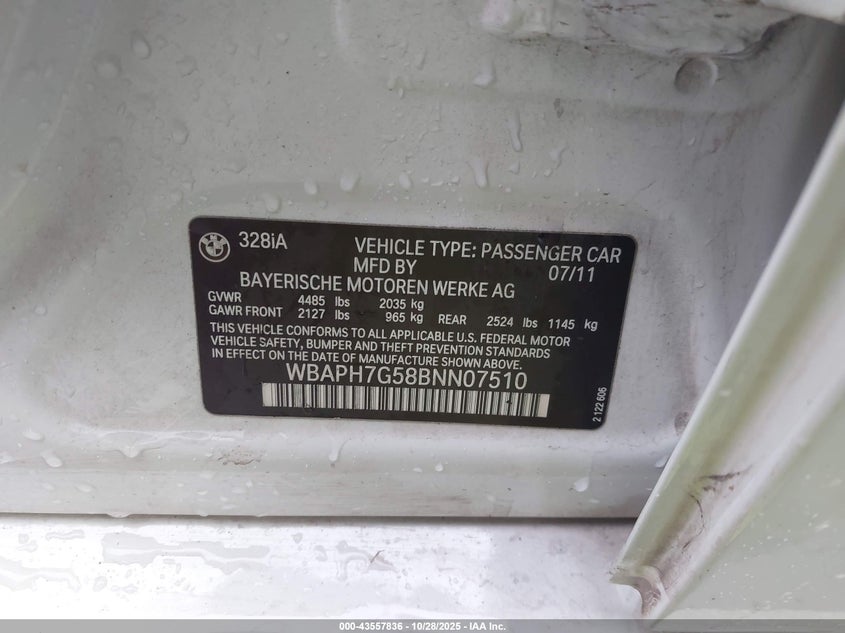 328iA
VEHICLE TYPE: PASSENGER CAR
MFD BY 07/11
BAYERISCHE MOTOREN WERKE AG
GVWR 4485 lbs 2035 kg
GAWR FRONT 2127 lbs 965 kg REAR 2524 lbs 1145 kg
THIS VEHICLE CONFORMS TO ALL APPLICABLE U.S. FEDERAL MOTOR
VEHICLE SAFETY, BUMPER AND THEFT PREVENTION STANDARDS
IN EFFECT ON THE DATE OF MANUFACTURE SHOWN ABOVE.
WBAPH7G58BNN07510
2 122 606
000-43557836 - 10/28/2025 - IAA Inc.